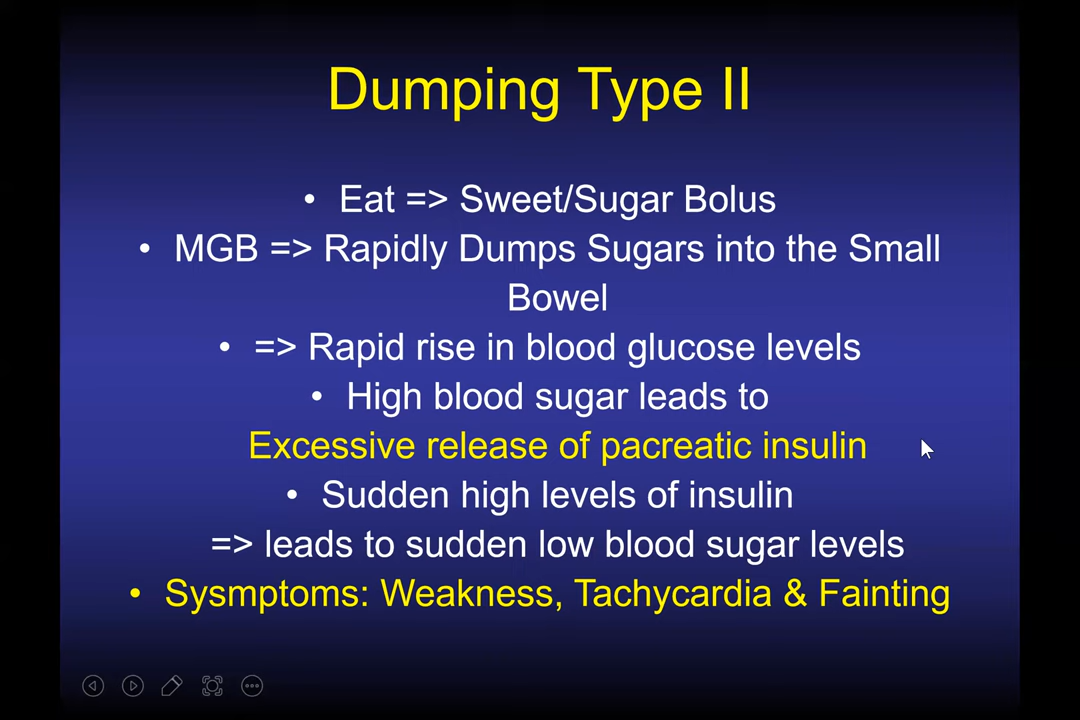 Dumping Type II
• Eat => Sweet/Sugar Bolus
• MGB => Rapidly Dumps Sugars into the Small
Bowel
• => Rapid rise in blood glucose levels
• High blood sugar leads to
Excessive release of pacreatic insulin
• Sudden high levels of insulin
=> leads to sudden low blood sugar levels
• Sysmptoms: Weakness, Tachycardia & Fainting